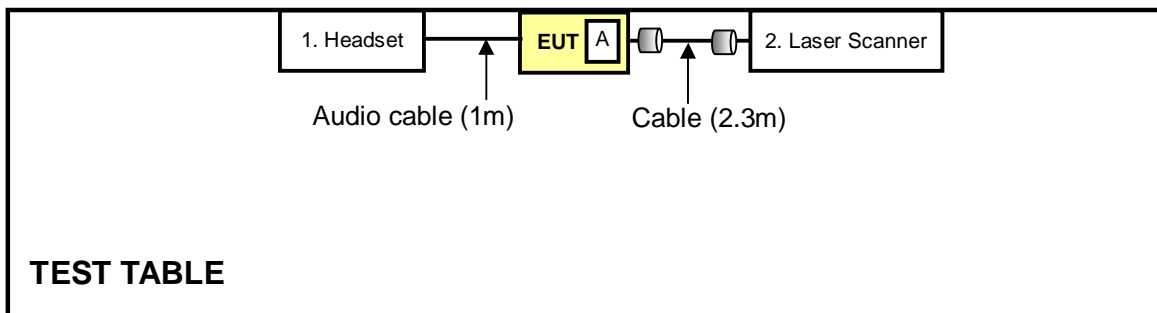 1. Headset
EUT
A
2. Laser Scanner
Audio cable (1m)
Cable (2.3m)
TEST TABLE